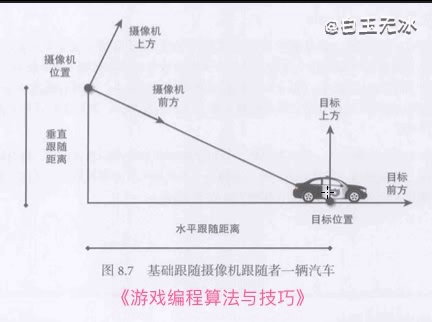 @白玉无冰
摄像机
上方
摄像机
位置
摄像机
前方
目标
上方
垂直
跟随
距离
目标
前方
目标位置
水平跟随距离
图 8.7 基础跟随摄像机跟随者一辆汽车
《游戏编程算法与技巧》